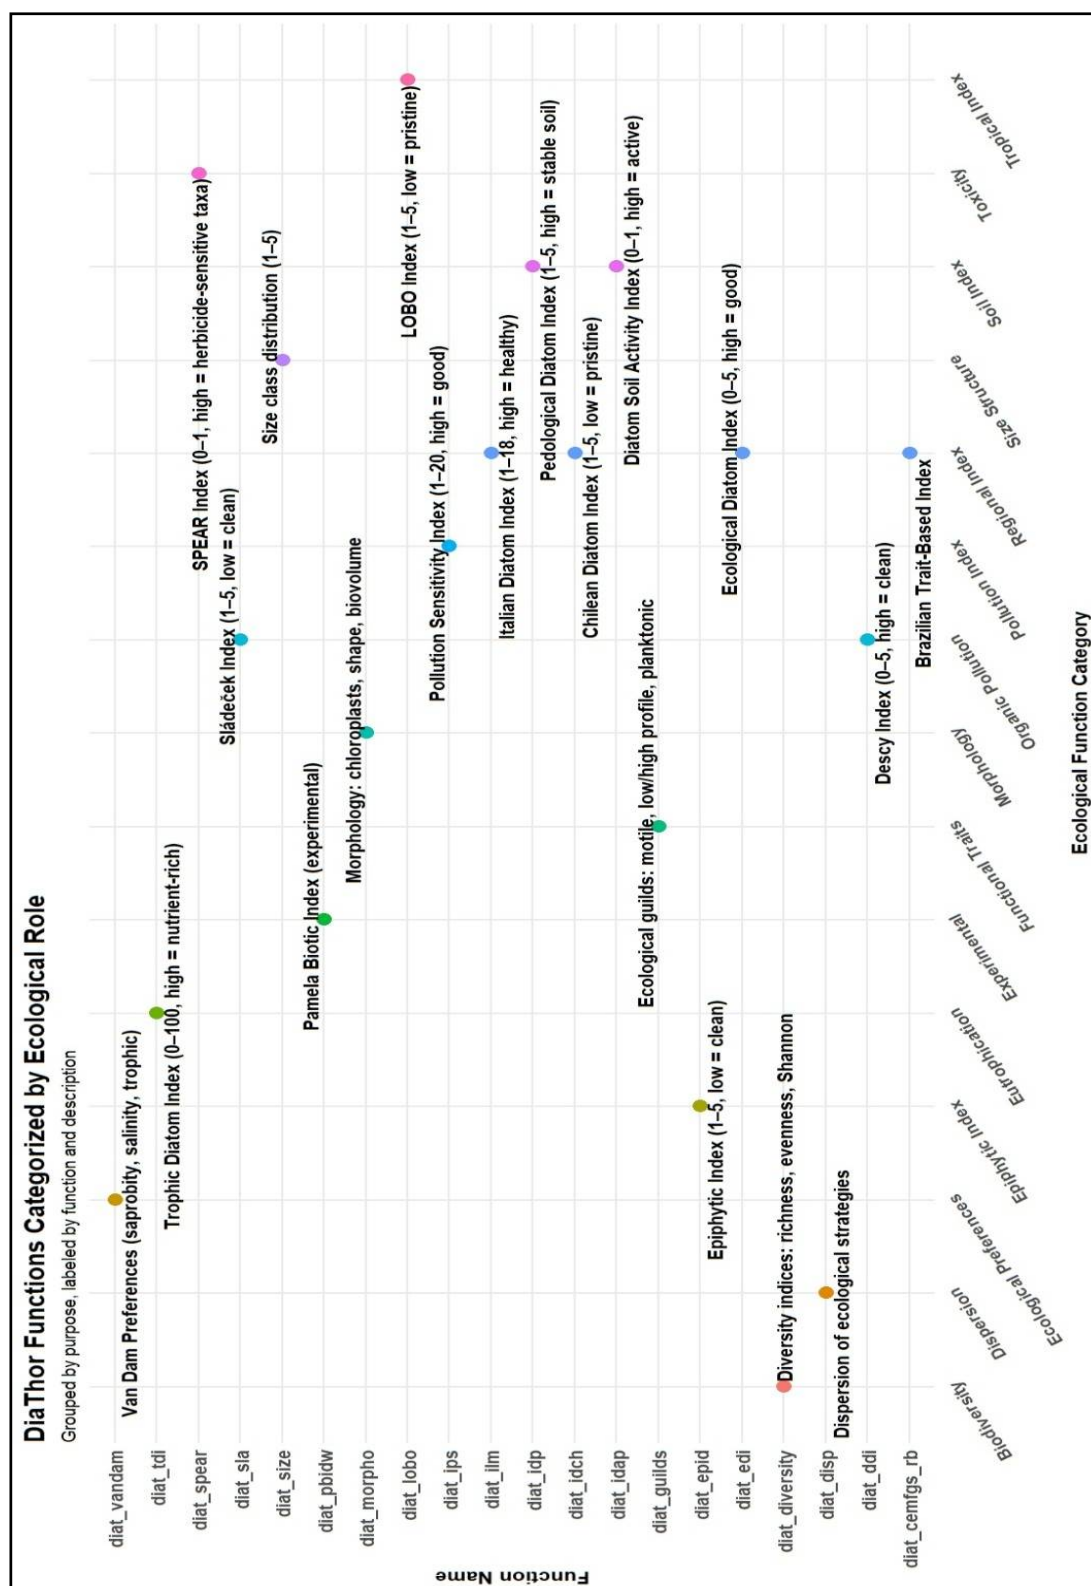 DiaThor Functions Categorized by Ecological Role
Grouped by purpose, labeled by function and description
Function Name
diat_vandam
diat_tdi
diat_spear
diat_sla
diat_size
diat_pbidw
diat_morpho
diat_lobo
diat_ips
diat_ilm
diat_idp
diat_idch
diat_idap
diat_guilds
diat_epid
diat_edi
diat_diversity
diat_disp
diat_ddi
diat_cemfgs_rb
Van Dam Preferences (saprobity, salinity, trophic)
Trophic Diatom Index (0–100, high = nutrient-rich)
SPEAR Index (0–1, high = herbicide-sensitive taxa)
Sládeček Index (1–5, low = clean)
Size class distribution (1–5)
Pamela Biotic Index (experimental)
Morphology: chloroplasts, shape, biovolume
LOBO Index (1–5, low = pristine)
Pollution Sensitivity Index (1–20, high = good)
Italian Diatom Index (1–18, high = healthy)
Pedological Diatom Index (1–5, high = stable soil)
Chilean Diatom Index (1–5, low = pristine)
Diatom Soil Activity Index (0–1, high = active)
Ecological guilds: motile, low/high profile, planktonic
Epiphytic Index (1–5, low = clean)
Ecological Diatom Index (0–5, high = good)
Diversity indices: richness, evenness, Shannon
Dispersion of ecological strategies
Descy Index (0–5, high = clean)
Brazilian Trait-Based Index
Biodiversity
Dispersion
Ecological Preferences
Epiphytic Index
Eutrophication
Experimental
Functional Traits
Morphology
Organic Pollution
Pollution Index
Regional Index
Size Structure
Soil Index
Toxicity
Tropical Index
Ecological Function Category